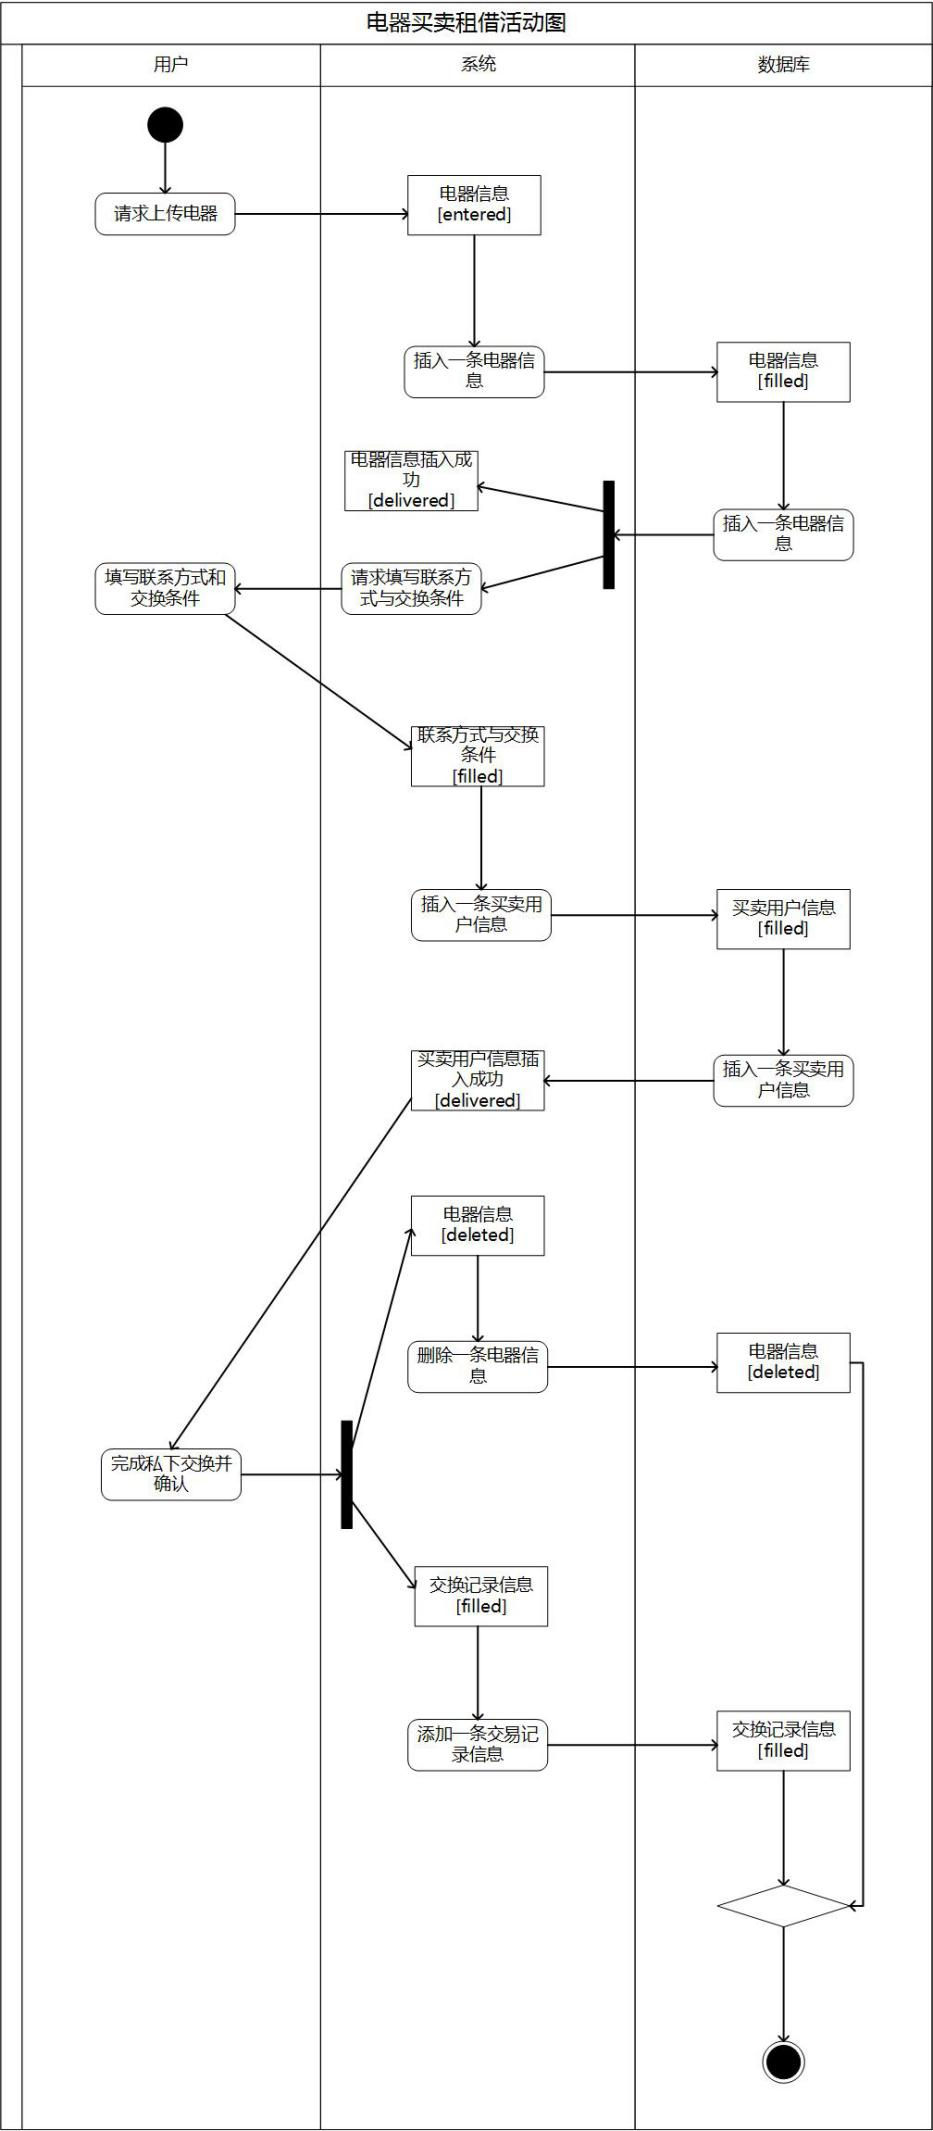 电器买卖租借活动图
用户
系统
数据库
请求上传电器
电器信息
[entered]
插入一条电器信
息
电器信息
[filled]
电器信息插入成
功
[delivered]
插入一条电器信
息
填写联系方式和
交换条件
请求填写联系方
式与交换条件
联系方式与交换
条件
[filled]
插入一条买卖用
户信息
买卖用户信息
[filled]
买卖用户信息插
入成功
[delivered]
插入一条买卖用
户信息
电器信息
[deleted]
删除一条电器信
息
电器信息
[deleted]
完成私下交换并
确认
交换记录信息
[filled]
添加一条交易记
录信息
交换记录信息
[filled]